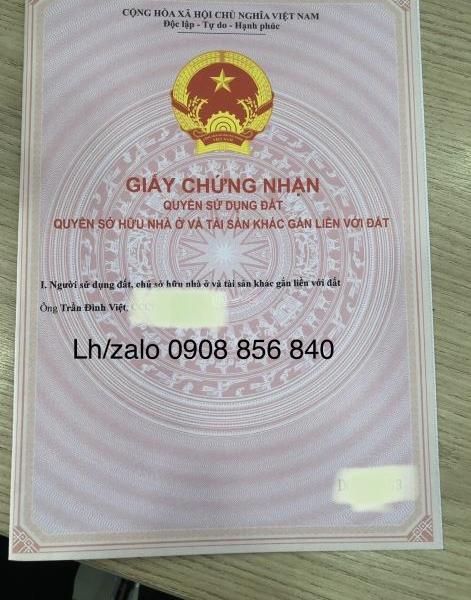 CỘNG HÒA XÃ HỘI CHỦ NGHĨA VIỆT NAM
Độc lập - Tự do - Hạnh phúc
GIẤY CHỨNG NHẬN
QUYỀN SỬ DỤNG ĐẤT
QUYỀN SỞ HỮU NHÀ Ở VÀ TÀI SẢN KHÁC GẮN LIỀN VỚI ĐẤT
I. Người sử dụng đất, chủ sở hữu nhà ở và tài sản khác gắn liền với đất
Ông Trần Đình Việt,
Lh/zalo 0908 856 840